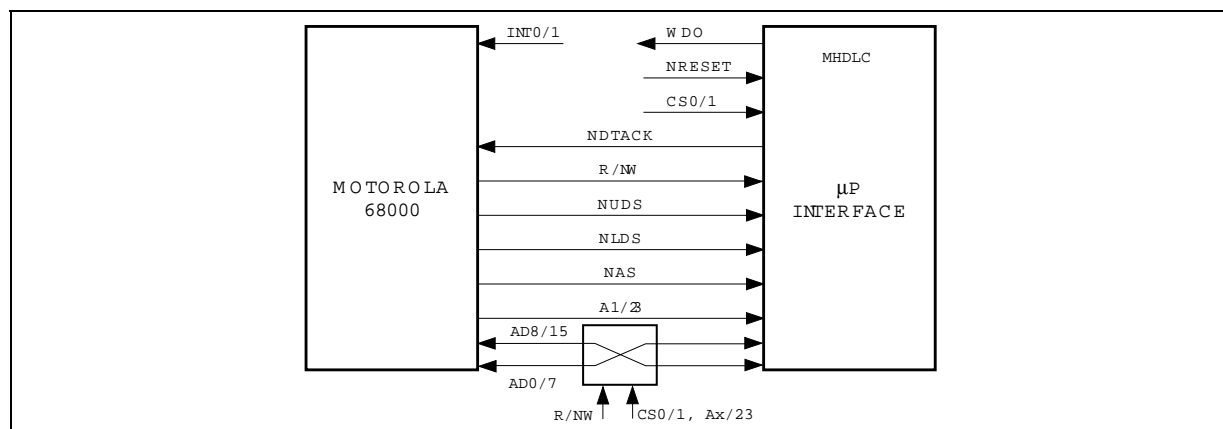 INT0/1
WDO
MHDLC
NRESET
CS0/1
NDTACK
R/NW
MOTOROLA
68000
µP
INTERFACE
NUDS
NLDS
NAS
A1/23
AD8/15
AD0/7
R/NW
CS0/1, Ax/23